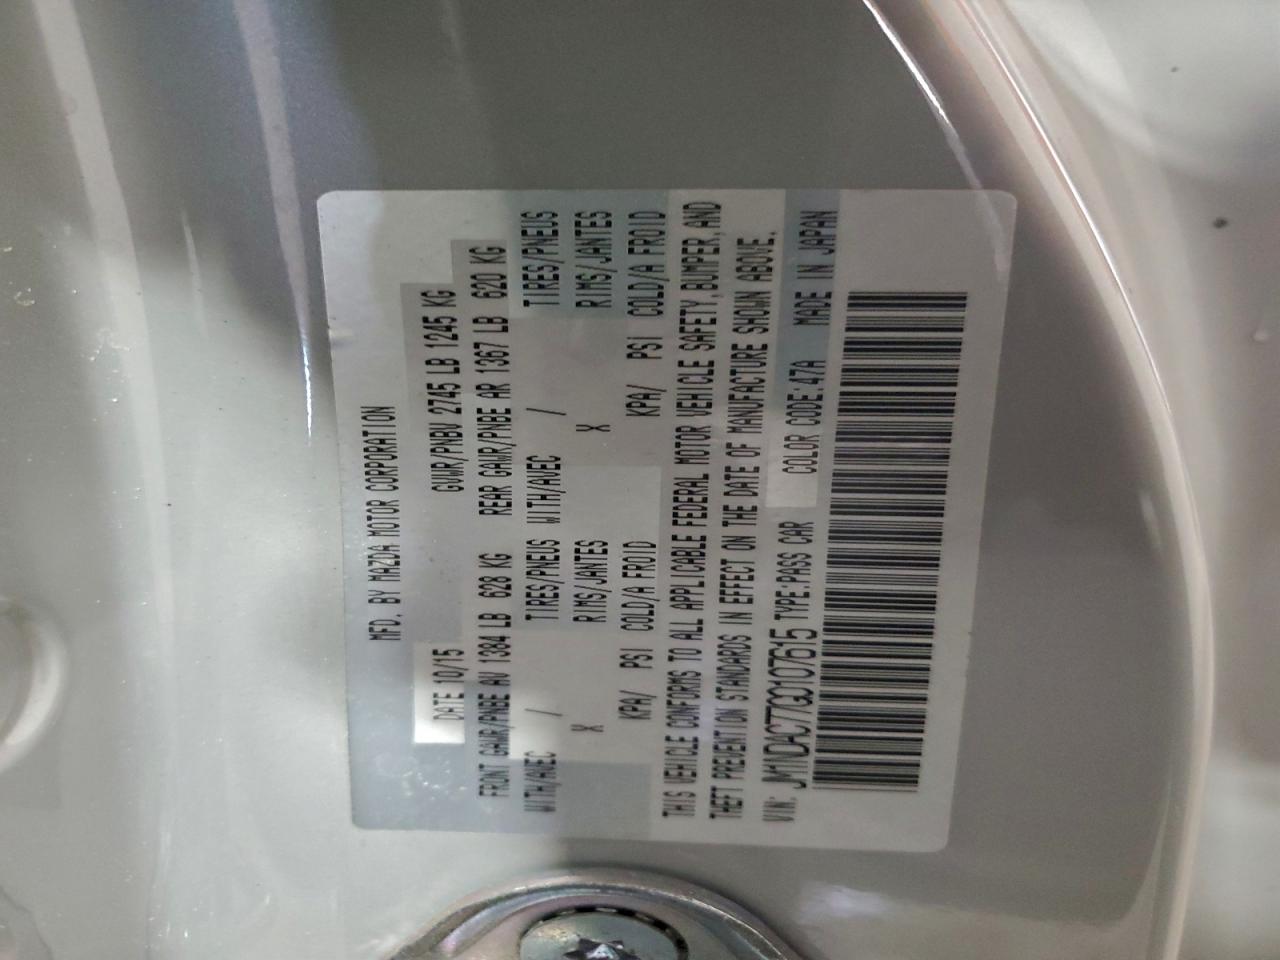 MFD. BY MAZDA MOTOR CORPORATION
DATE 10/15 GVWR/PNBV 2745 LB 1245 KG
FRONT GAWR/PNBE AV 1384 LB 628 KG REAR GAWR/PNBE AR 1367 LB 620 KG
WITH/AVEC / TIRES/PNEUS WITH/AVEC / TIRES/PNEUS
X RIMS/JANTES X RIMS/JANTES
KPA/ PSI COLD/A FROID KPA/ PSI COLD/A FROID
THIS VEHICLE CONFORMS TO ALL APPLICABLE FEDERAL MOTOR VEHICLE SAFETY, BUMPER, AND
THEFT PREVENTION STANDARDS IN EFFECT ON THE DATE OF MANUFACTURE SHOWN ABOVE.
VIN: JM1NDAC77G0107615 TYPE:PASS CAR COLOR CODE:47A MADE IN JAPAN